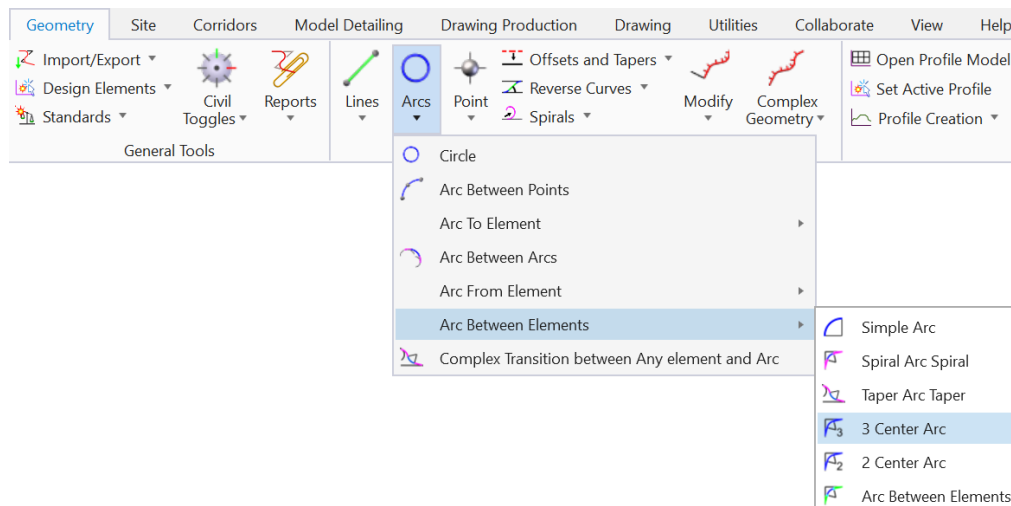 Geometry Site Corridors Model Detailing Drawing Production Drawing Utilities Collaborate View Help
Import/Export
Design Elements
Standards
Civil
Toggles
Reports
Lines
Arcs
Point
Offsets and Tapers
Reverse Curves
Spirals
Modify
Complex
Geometry
Open Profile Model
Set Active Profile
Profile Creation
General Tools
Circle
Arc Between Points
Arc To Element
Arc Between Arcs
Arc From Element
Arc Between Elements
Complex Transition between Any element and Arc
Simple Arc
Spiral Arc Spiral
Taper Arc Taper
3 Center Arc
2 Center Arc
Arc Between Elements